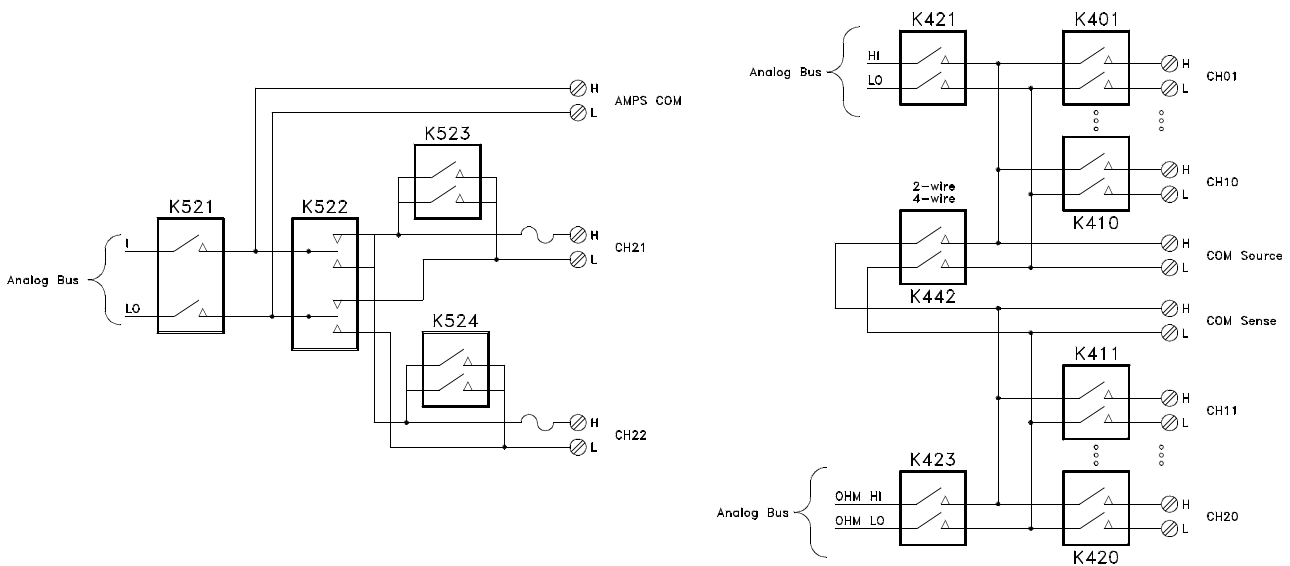 H
AMPS COM
L
K523
K521
K522
H
CH21
L
Analog Bus
I
LO
K524
H
CH22
L
K421
K401
Analog Bus
HI
LO
H
CH01
L
H
CH10
L
K410
2-wire
4-wire
K442
H
COM Source
L
H
COM Sense
L
K411
H
CH11
L
K423
Analog Bus
OHM HI
OHM LO
H
CH20
L
K420